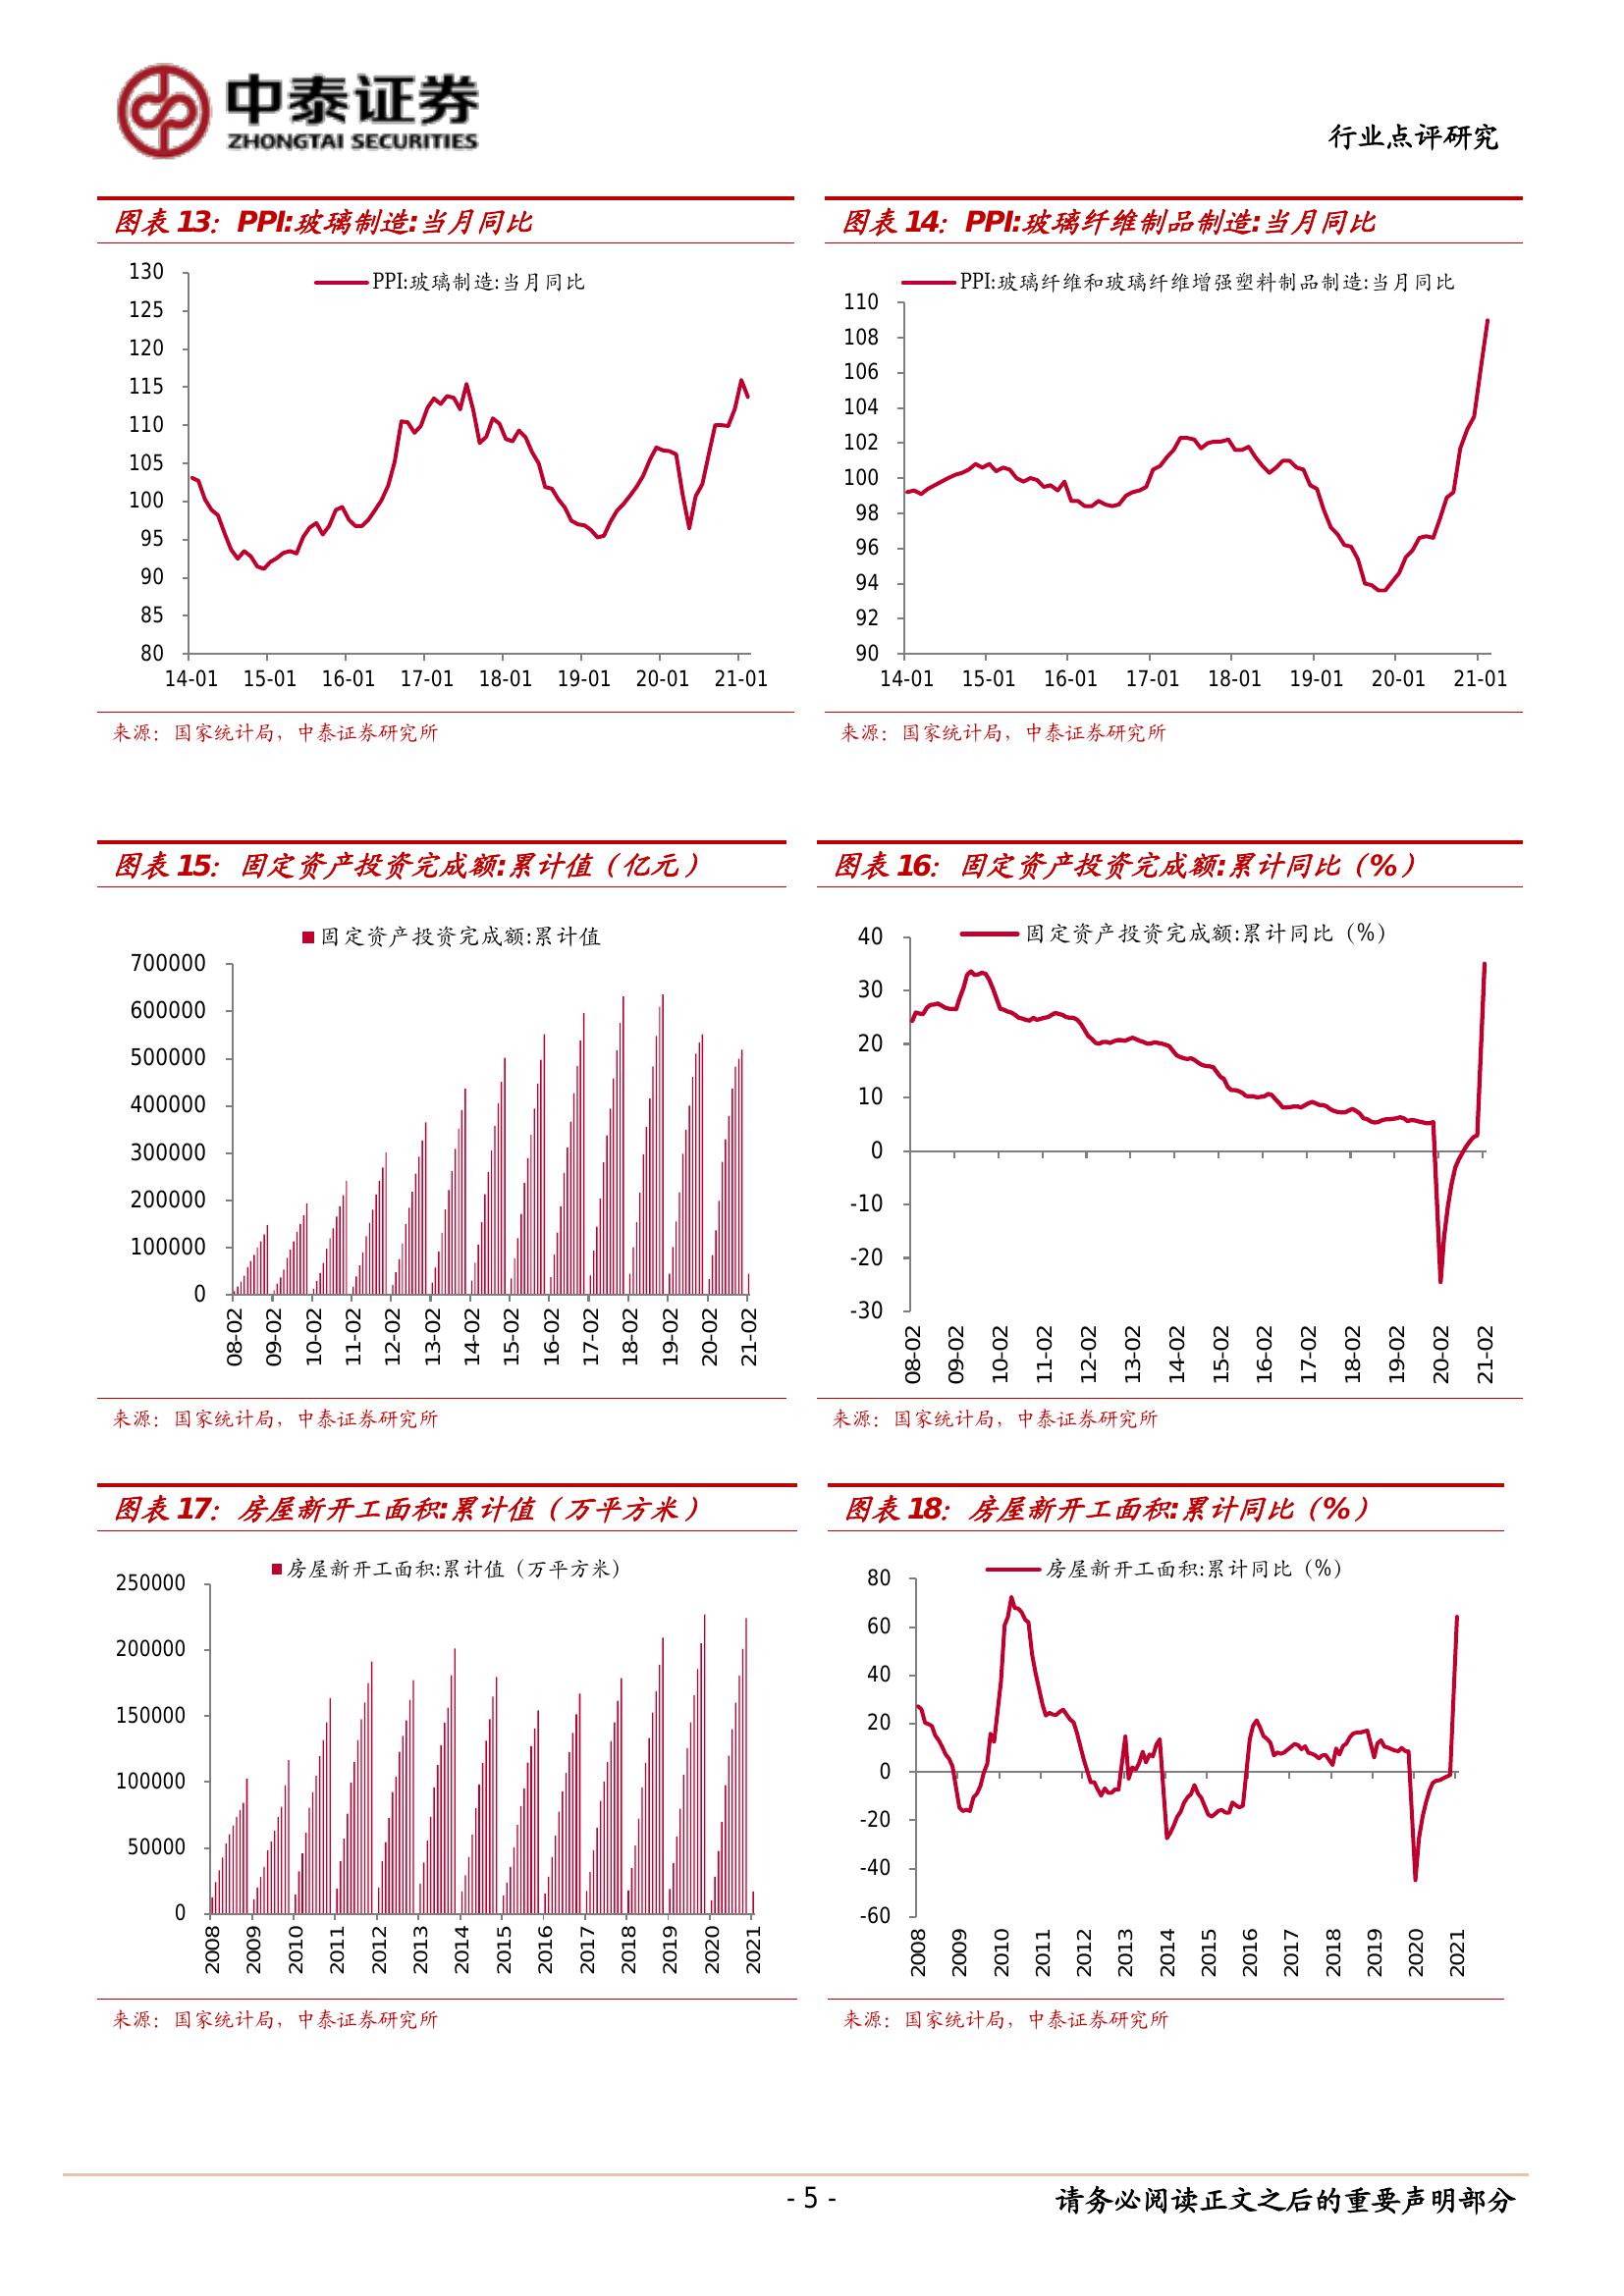 中泰证券
ZHONGTAI SECURITIES
行业点评研究
图表 13：PPI:玻璃制造:当月同比
图表 14：PPI:玻璃纤维制品制造:当月同比
PPI:玻璃制造:当月同比
130
125
120
115
110
105
100
95
90
85
80
14-01 15-01 16-01 17-01 18-01 19-01 20-01 21-01
PPI:玻璃纤维和玻璃纤维增强塑料制品制造:当月同比
110
108
106
104
102
100
98
96
94
92
90
14-01 15-01 16-01 17-01 18-01 19-01 20-01 21-01
来源：国家统计局，中泰证券研究所
来源：国家统计局，中泰证券研究所
图表 15：固定资产投资完成额:累计值（亿元）
图表 16：固定资产投资完成额:累计同比（%）
固定资产投资完成额:累计值
700000
600000
500000
400000
300000
200000
100000
0
08-02 09-02 10-02 11-02 12-02 13-02 14-02 15-02 16-02 17-02 18-02 19-02 20-02 21-02
固定资产投资完成额:累计同比（%）
40
30
20
10
0
-10
-20
-30
08-02 09-02 10-02 11-02 12-02 13-02 14-02 15-02 16-02 17-02 18-02 19-02 20-02 21-02
来源：国家统计局，中泰证券研究所
来源：国家统计局，中泰证券研究所
图表 17：房屋新开工面积:累计值（万平方米）
图表 18：房屋新开工面积:累计同比（%）
房屋新开工面积:累计值（万平方米）
250000
200000
150000
100000
50000
0
2008 2009 2010 2011 2012 2013 2014 2015 2016 2017 2018 2019 2020 2021
房屋新开工面积:累计同比（%）
80
60
40
20
0
-20
-40
-60
2008 2009 2010 2011 2012 2013 2014 2015 2016 2017 2018 2019 2020 2021
来源：国家统计局，中泰证券研究所
来源：国家统计局，中泰证券研究所
- 5 -
请务必阅读正文之后的重要声明部分